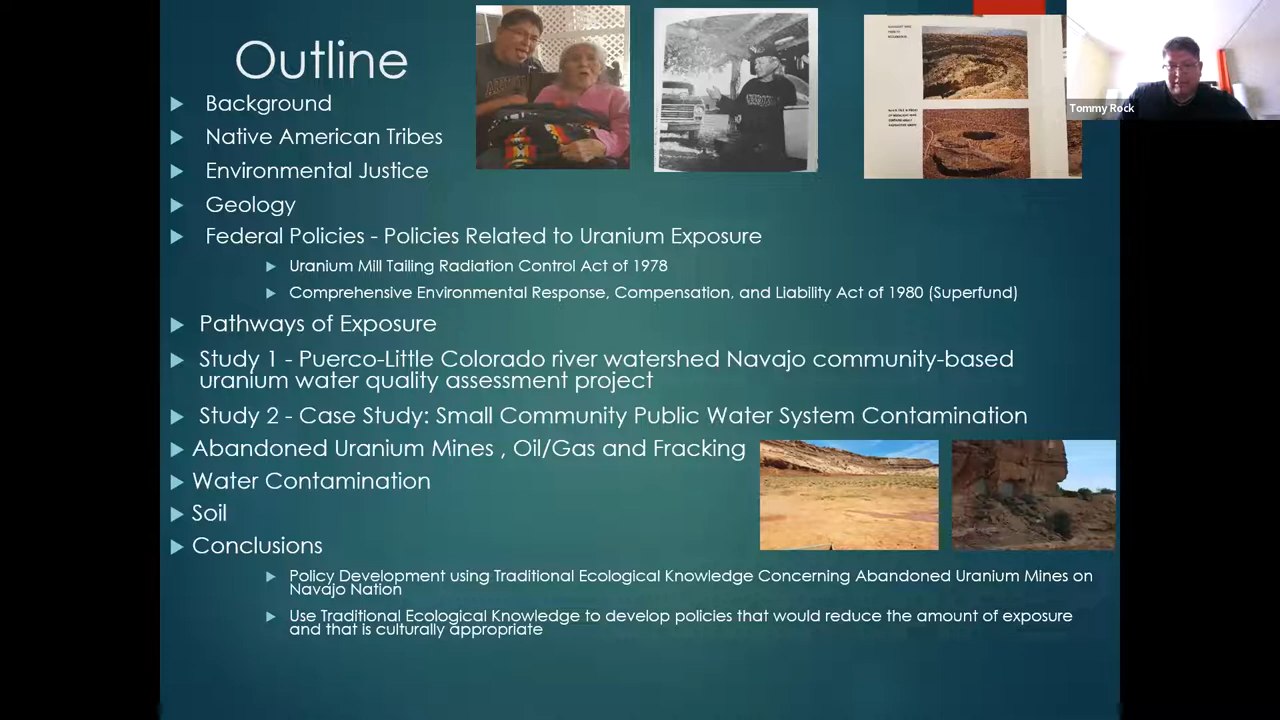 Outline
Background
Native American Tribes
Environmental Justice
Geology
Federal Policies - Policies Related to Uranium Exposure
Uranium Mill Tailing Radiation Control Act of 1978
Comprehensive Environmental Response, Compensation, and Liability Act of 1980 (Superfund)
Pathways of Exposure
Study 1 - Puerco-Little Colorado river watershed Navajo community-based
uranium water quality assessment project
Study 2 - Case Study: Small Community Public Water System Contamination
Abandoned Uranium Mines , Oil/Gas and Fracking
Water Contamination
Soil
Conclusions
Policy Development using Traditional Ecological Knowledge Concerning Abandoned Uranium Mines on
Navajo Nation
Use Traditional Ecological Knowledge to develop policies that would reduce the amount of exposure
and that is culturally appropriate
Tommy Rock